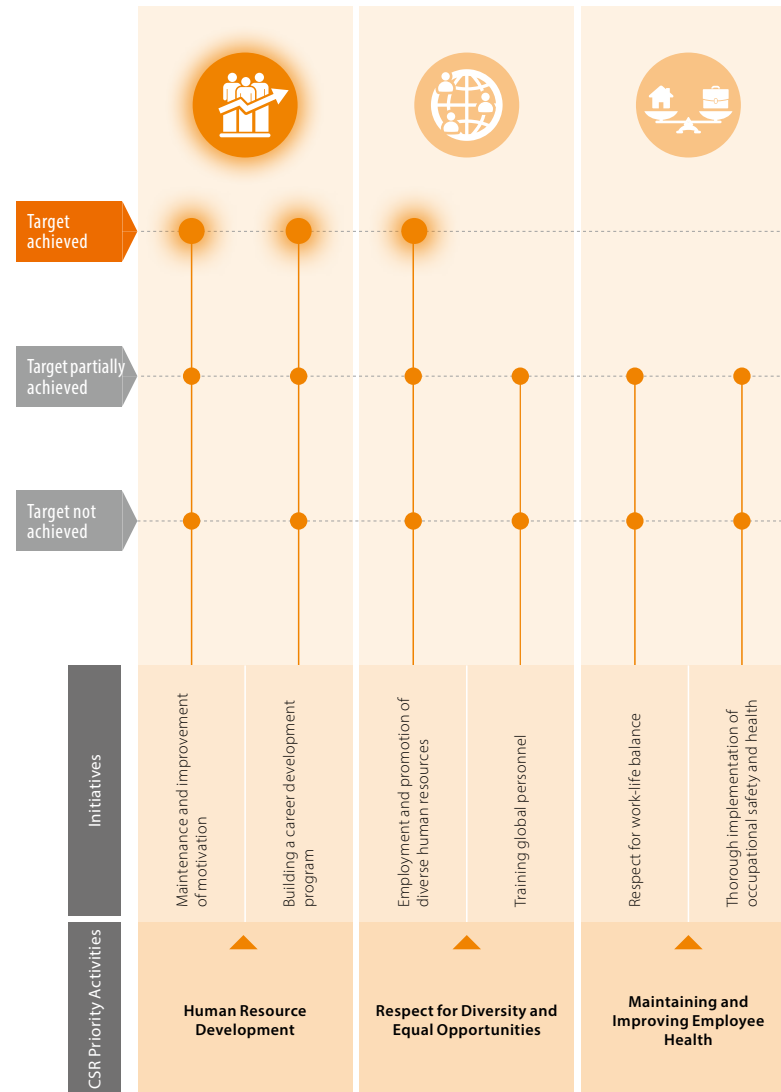 Target
achieved
Target partially
achieved
Target not
achieved
Initiatives
Maintenance and improvement
of motivation
Building a career development
program
Employment and promotion of
diverse human resources
Training global personnel
Respect for work-life balance
Thorough implementation of
occupational safety and health
CSR Priority Activities
Human Resource
Development
Respect for Diversity and
Equal Opportunities
Maintaining and
Improving Employee
Health